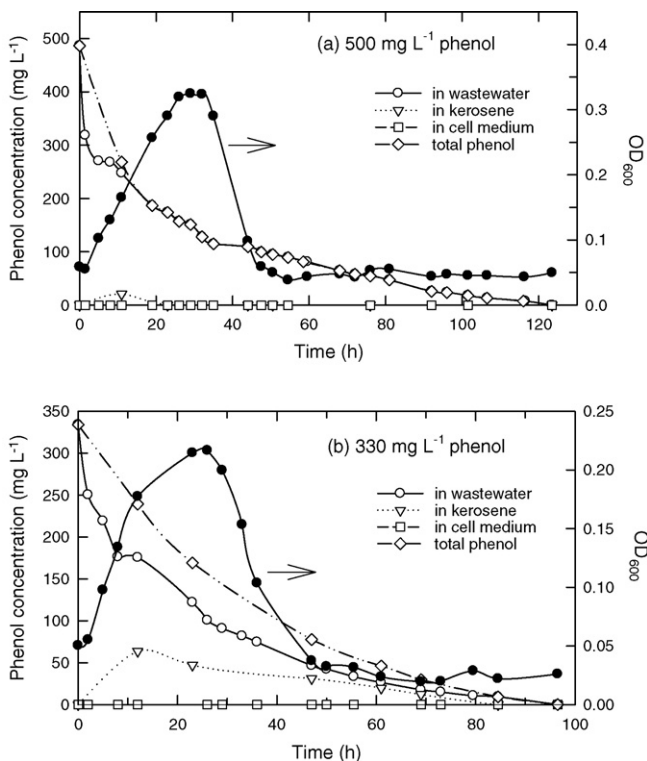 (a) 500 mg L-1 phenol
in wastewater
in kerosene
in cell medium
total phenol
Phenol concentration (mg L-1)
500
400
300
200
100
0
OD600
0.4
0.3
0.2
0.1
0.0
0 20 40 60 80 100 120
Time (h)
(b) 330 mg L-1 phenol
in wastewater
in kerosene
in cell medium
total phenol
Phenol concentration (mg L-1)
350
300
250
200
150
100
50
0
OD600
0.25
0.20
0.15
0.10
0.05
0.00
0 20 40 60 80 100
Time (h)